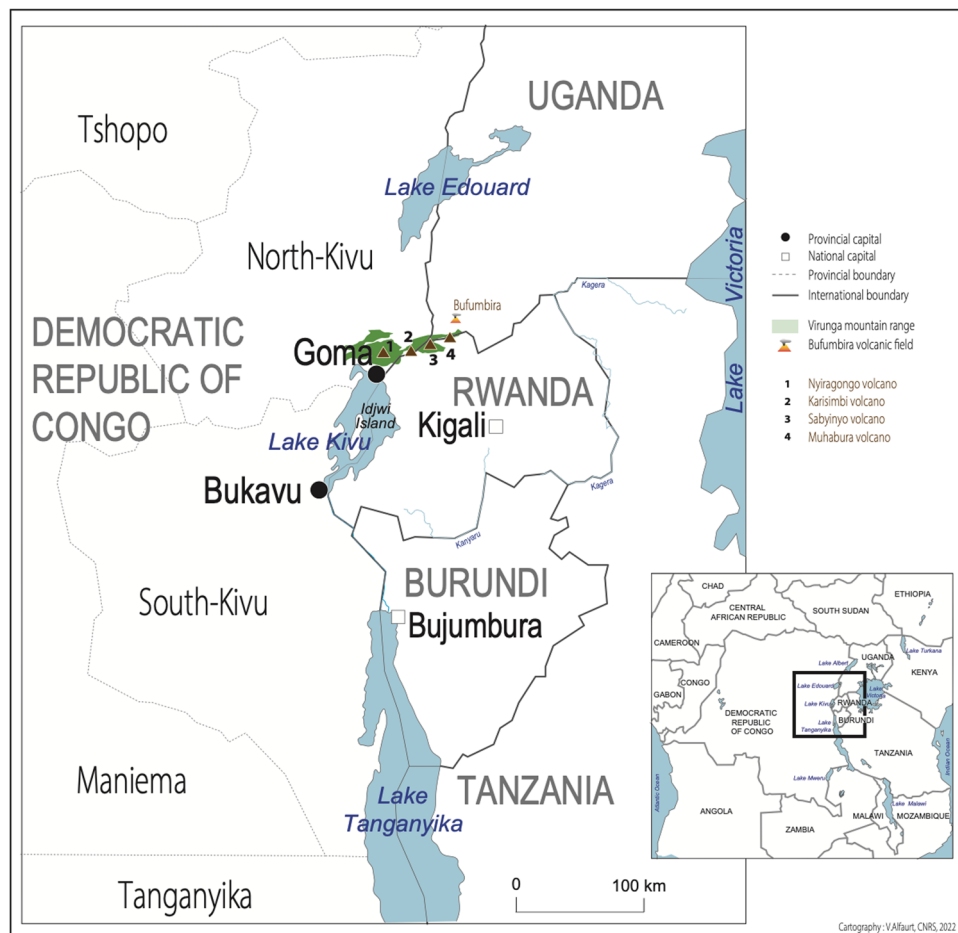 UGANDA
Tshopo
Lake Edouard
North-Kivu
Lake Victoria
Kagera
Bufumbira
DEMOCRATIC
REPUBLIC OF
CONGO
1
2
3
4
Goma
RWANDA
Idjwi
Island
Kigali
Lake Kivu
Bukavu
Kagera
Kanyaru
BURUNDI
South-Kivu
Bujumbura
Maniema
TANZANIA
Lake
Tanganyika
Tanganyika
0 100 km
Provincial capital
National capital
Provincial boundary
International boundary
Virunga mountain range
Bufumbira volcanic field
1 Nyiragongo volcano
2 Karisimbi volcano
3 Sabyinyo volcano
4 Muhabura volcano
CHAD
ETHIOPIA
CENTRAL
AFRICAN REPUBLIC
SOUTH SUDAN
CAMEROON
Lake Turkana
Lake Albert
UGANDA
KENYA
CONGO
GABON
Lake Edouard
Lake
Victoria
Lake Kivu
RWANDA
DEMOCRATIC
REPUBLIC
OF CONGO
BURUNDI
Lake
Tanganyika
TANZANIA
Indian Ocean
Atlantic Ocean
Lake Mweru
ANGOLA
Lake Malawi
MALAWI
MOZAMBIQUE
ZAMBIA
Cartography : V.Alfaurt, CNRS, 2022